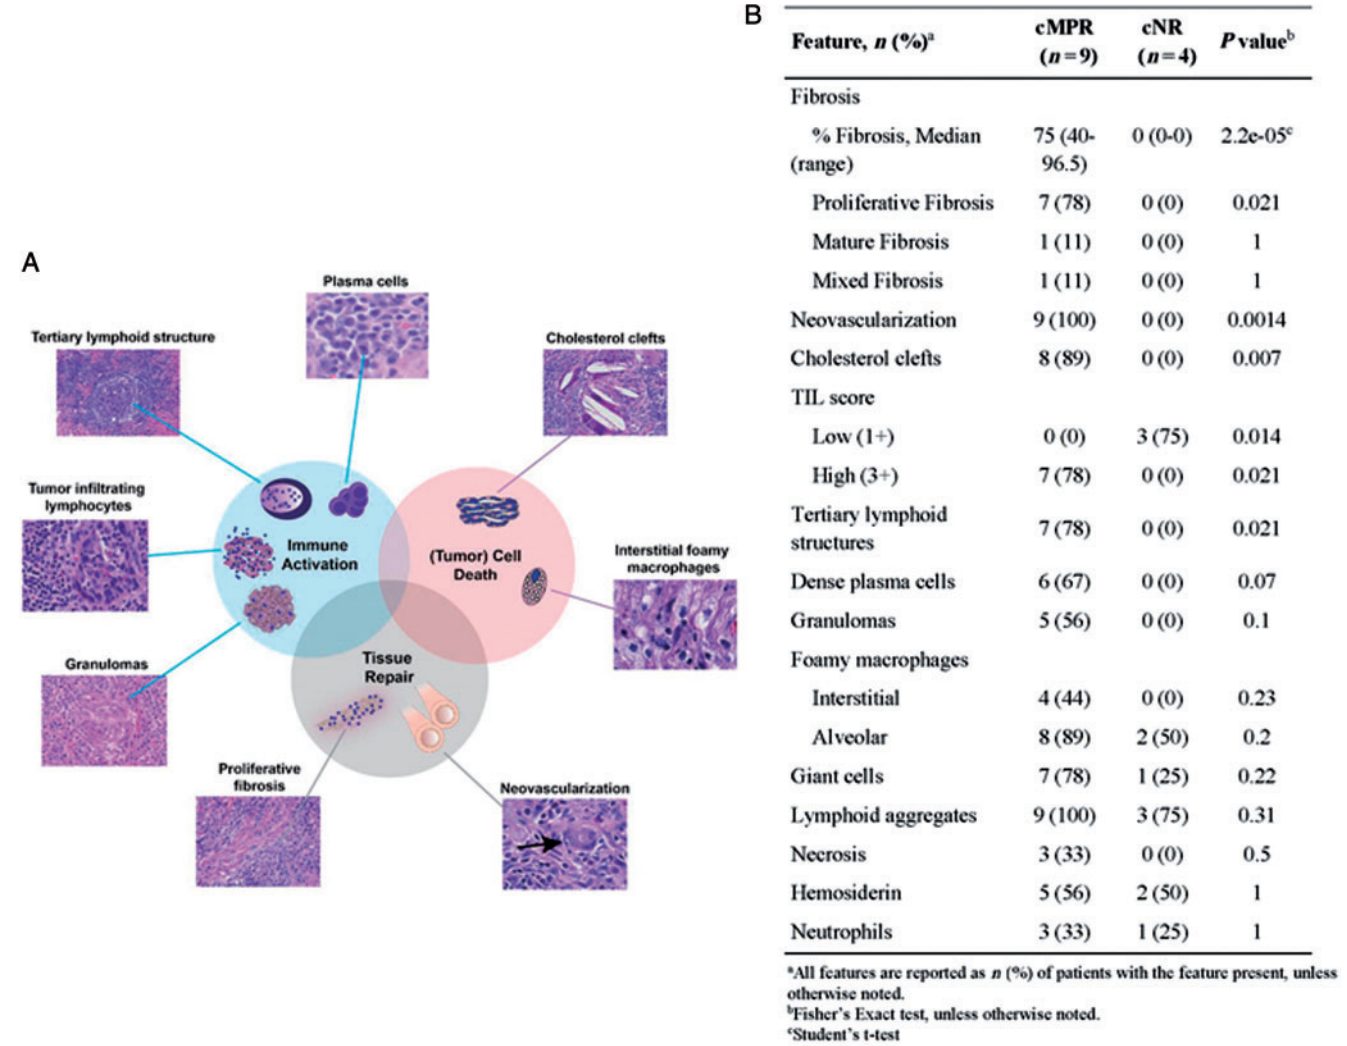 A
Plasma cells
Tertiary lymphoid structure
Cholesterol clefts
Tumor infiltrating
lymphocytes
Immune
Activation
(Tumor) Cell
Death
Interstitial foamy
macrophages
Tissue
Repair
Granulomas
Proliferative
fibrosis
Neovascularization
B
Feature, n (%)ᵃ cMPR (n=9) cNR (n=4) P valueᵇ
Fibrosis
% Fibrosis, Median (range) 75 (40-96.5) 0 (0-0) 2.2e-05ᶜ
Proliferative Fibrosis 7 (78) 0 (0) 0.021
Mature Fibrosis 1 (11) 0 (0) 1
Mixed Fibrosis 1 (11) 0 (0) 1
Neovascularization 9 (100) 0 (0) 0.0014
Cholesterol clefts 8 (89) 0 (0) 0.007
TIL score
Low (1+) 0 (0) 3 (75) 0.014
High (3+) 7 (78) 0 (0) 0.021
Tertiary lymphoid structures 7 (78) 0 (0) 0.021
Dense plasma cells 6 (67) 0 (0) 0.07
Granulomas 5 (56) 0 (0) 0.1
Foamy macrophages
Interstitial 4 (44) 0 (0) 0.23
Alveolar 8 (89) 2 (50) 0.2
Giant cells 7 (78) 1 (25) 0.22
Lymphoid aggregates 9 (100) 3 (75) 0.31
Necrosis 3 (33) 0 (0) 0.5
Hemosiderin 5 (56) 2 (50) 1
Neutrophils 3 (33) 1 (25) 1
ᵃAll features are reported as n (%) of patients with the feature present, unless
otherwise noted.
ᵇFisher's Exact test, unless otherwise noted.
ᶜStudent's t-test